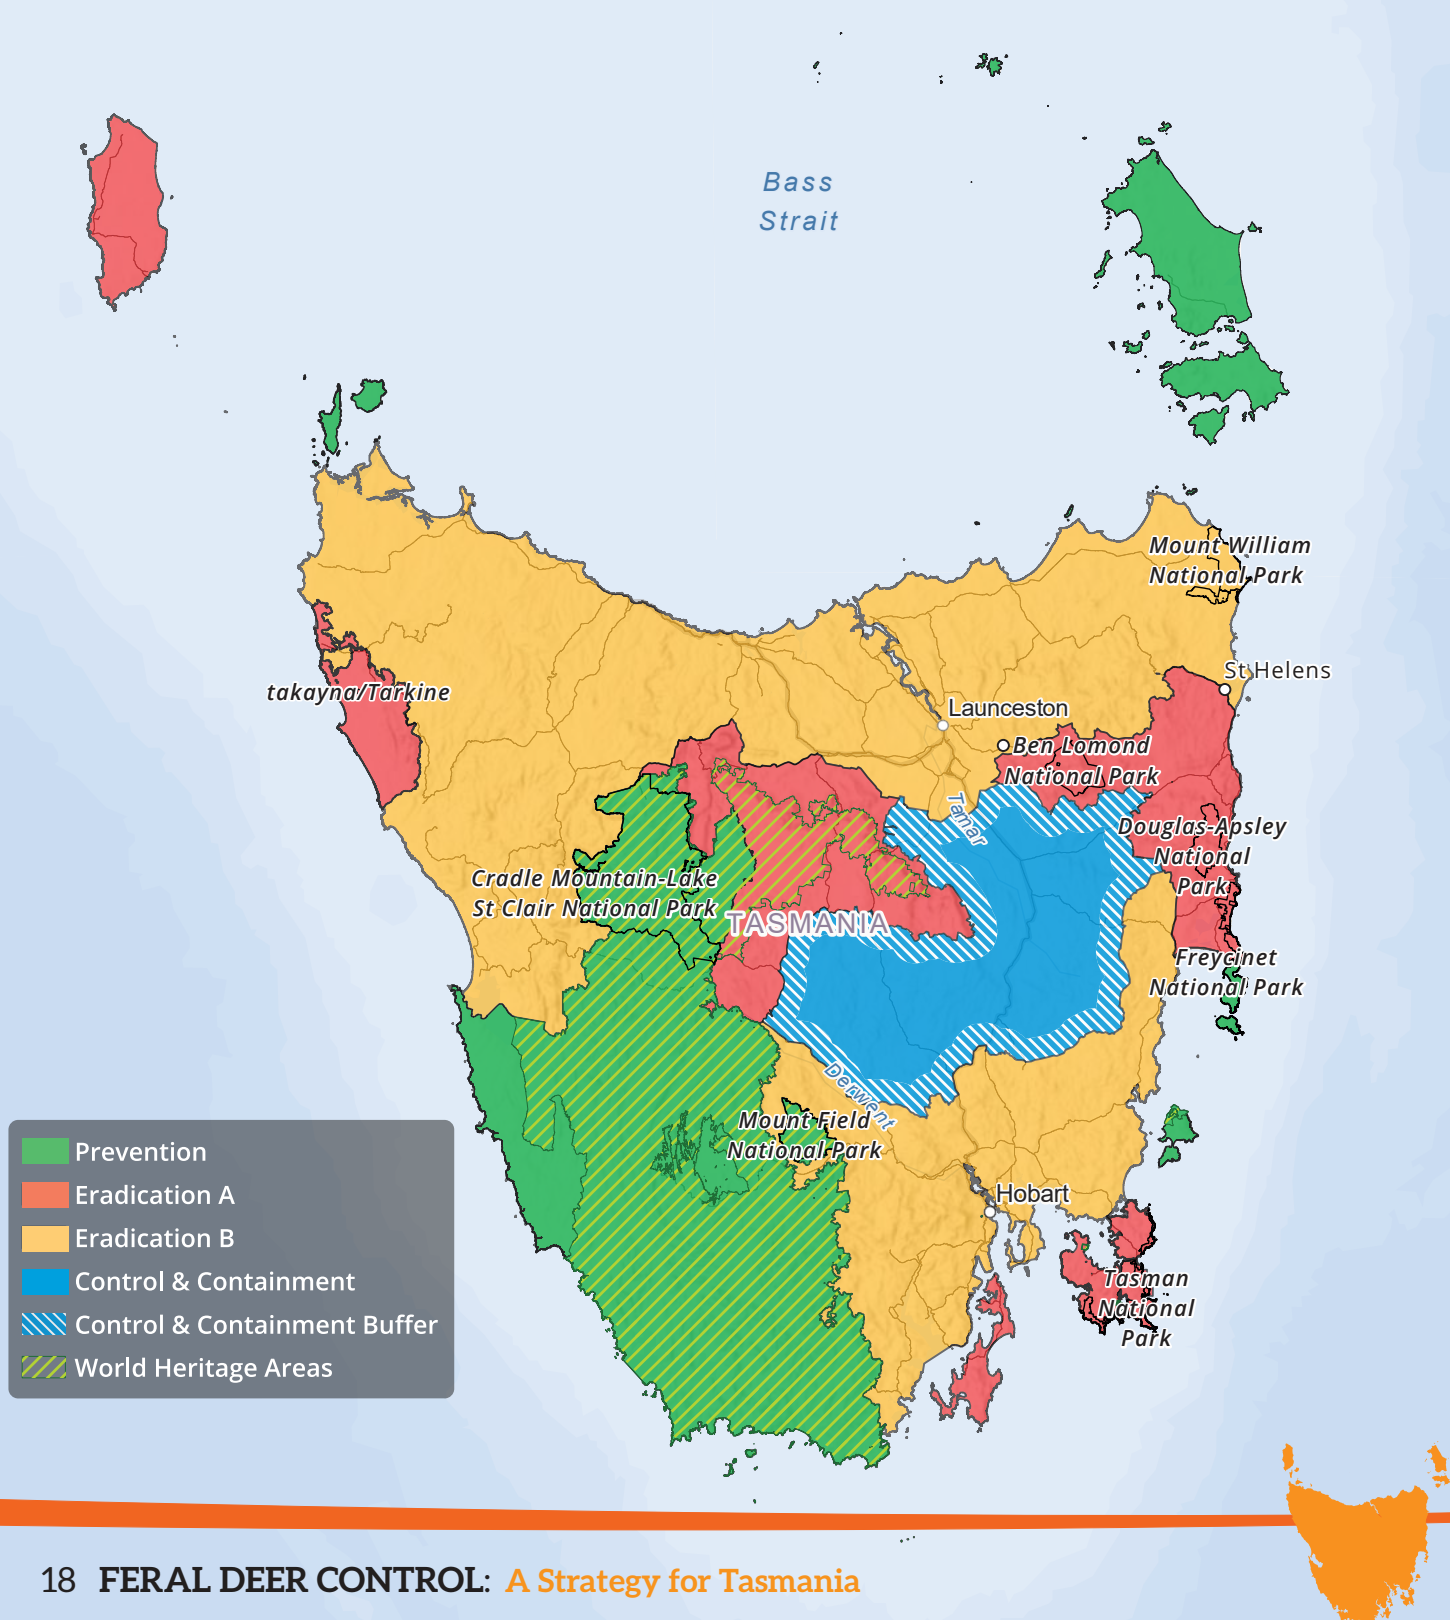 Bass
Strait
Mount William
National Park
St Helens
takayna/Tarkine
Launceston
Ben Lomond
National Park
Tamar
Douglas-Apsley
National
Park
Cradle Mountain-Lake
St Clair National Park
TASMANIA
Freycinet
National Park
Derwent
Mount Field
National Park
Hobart
Tasman
National
Park
Prevention
Eradication A
Eradication B
Control & Containment
Control & Containment Buffer
World Heritage Areas
18 FERAL DEER CONTROL: A Strategy for Tasmania